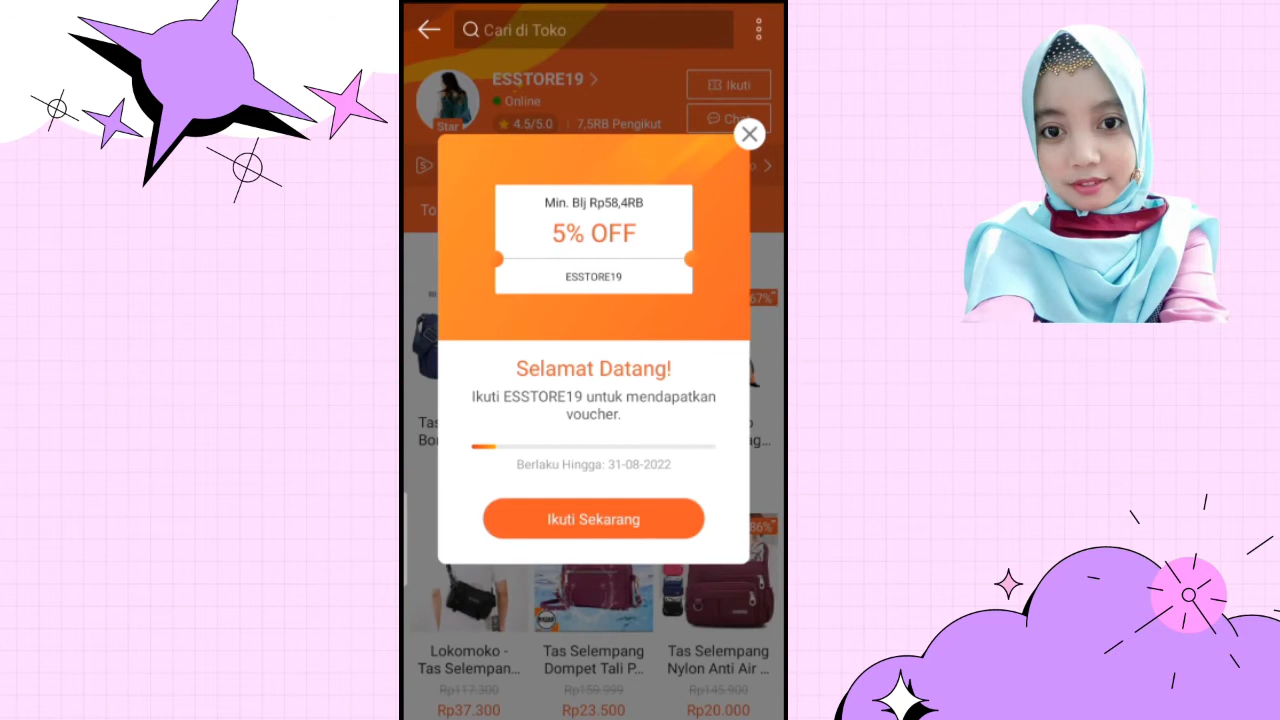 Cari di Toko
ESSTORE19
Online
Ikuti
4.5/5.0
7,5RB Pengikut
Star
Min. Blj Rp58,4RB
5% OFF
ESSTORE19
Selamat Datang!
Ikuti ESSTORE19 untuk mendapatkan
voucher.
Berlaku Hingga: 31-08-2022
Ikuti Sekarang
67%
86%
Lokomoko -
Tas Selempan...
Rp117.300
Rp37.300
Tas Selempang
Dompet Tali P...
Rp159.999
Rp23.500
Tas Selempang
Nylon Anti Air ...
Rp145.900
Rp20.000